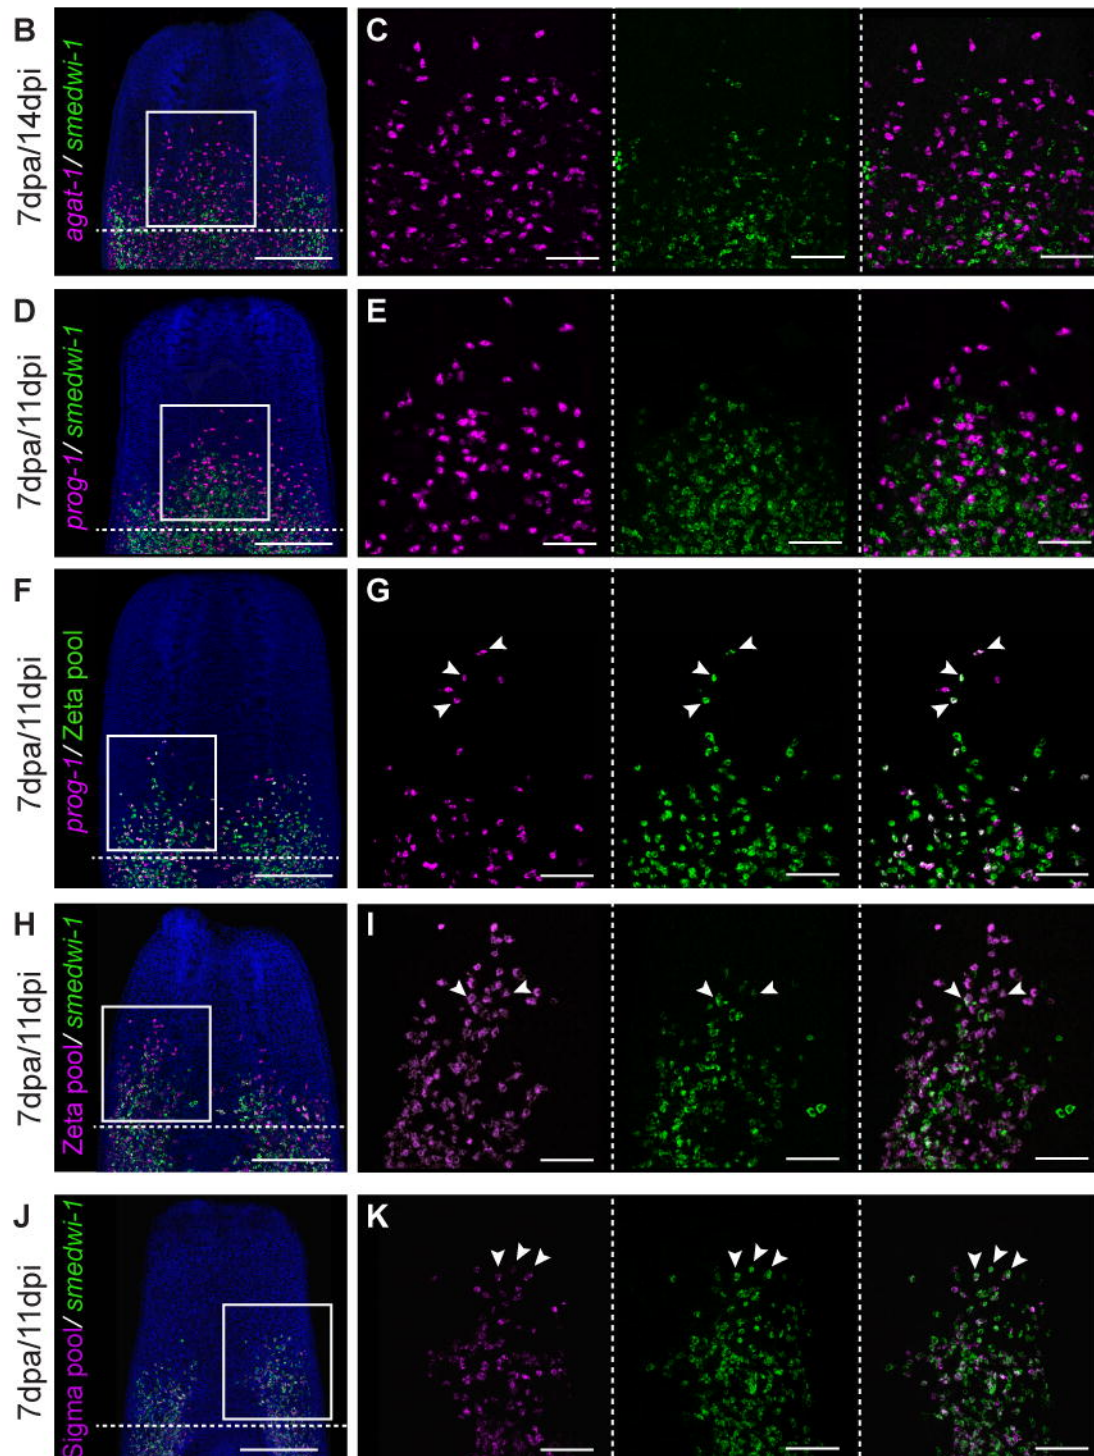 B
7dpa/14dpi
agat-1/ smedwi-1
C
D
7dpa/11dpi
prog-1/ smedwi-1
E
F
7dpa/11dpi
prog-1/ Zeta pool
G
H
7dpa/11dpi
Zeta pool/ smedwi-1
I
J
7dpa/11dpi
Sigma pool/ smedwi-1
K